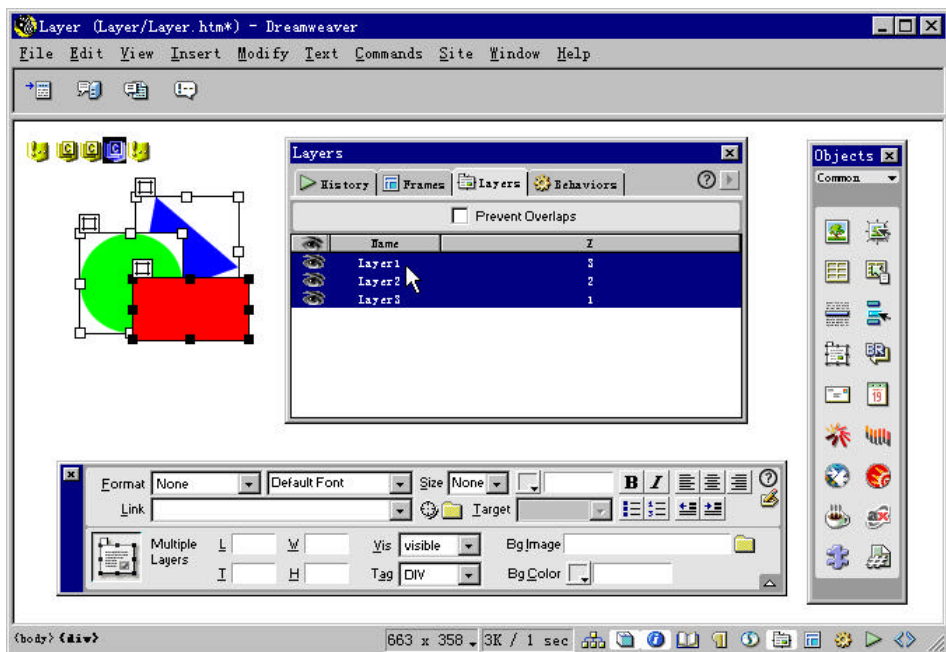 Layer (Layer/Layer.htm*) - Dreamweaver
File Edit View Insert Modify Text Commands Site Window Help
Layers
History Frames Layers Behaviors
Prevent Overlaps
Name Z
Layer1 3
Layer2 2
Layer3 1
Objects
Common
BR
19
Format None Default Font Size None B I
Link Target
Multiple Layers L W Vis visible Bg Image
T H Tag DIV Bg Color
<body> <div> 663 x 358 3K / 1 sec